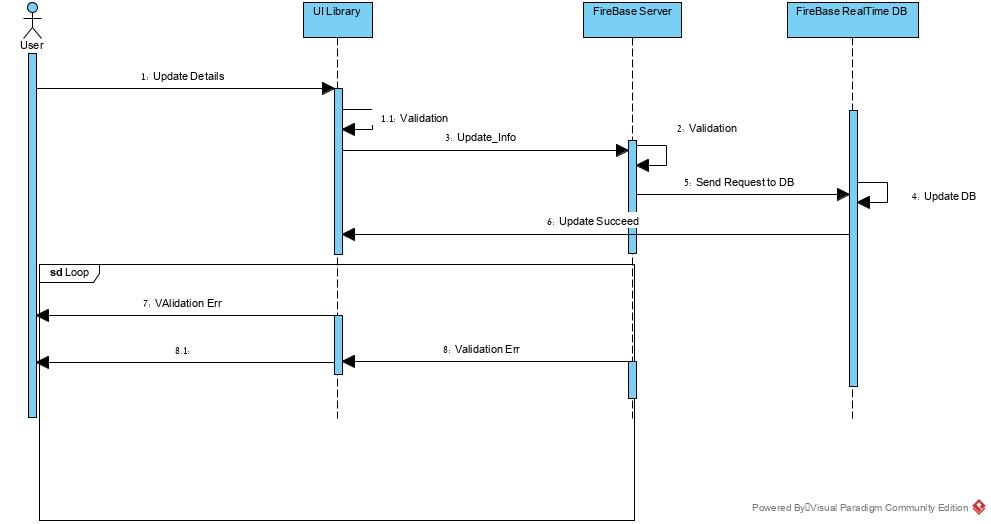 UI Library
FireBase Server
FireBase RealTime DB
User
1: Update Details
1.1: Validation
2: Validation
3: Update_Info
5: Send Request to DB
4: Update DB
6: Update Succeed
sd Loop
7: VAlidation Err
8: Validation Err
8.1:
Powered By Visual Paradigm Community Edition